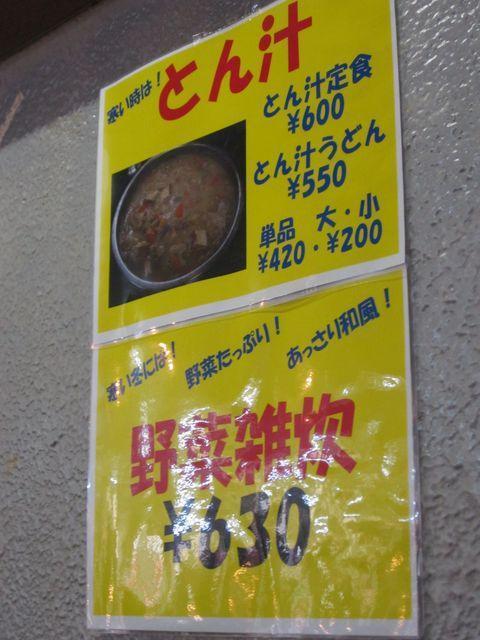 寒い時は！
とん汁
とん汁定食
¥600
とん汁うどん
¥550
単品 大・小
¥420・¥200
寒い冬には！
野菜たっぷり！
あっさり和風！
野菜雑炊
¥630